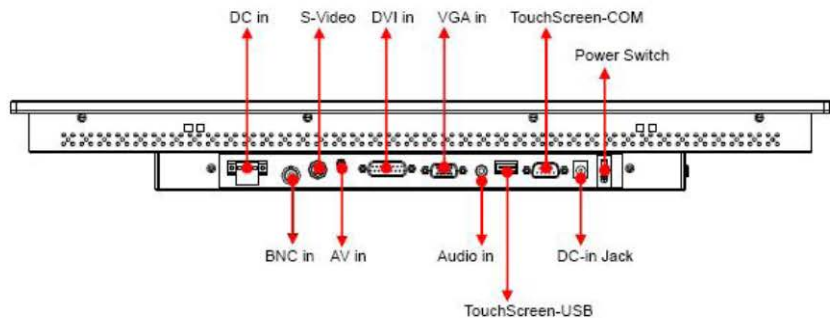 DC in S-Video DVI in VGA in TouchScreen-COM
Power Switch
BNC in AV in Audio in DC-in Jack
TouchScreen-USB